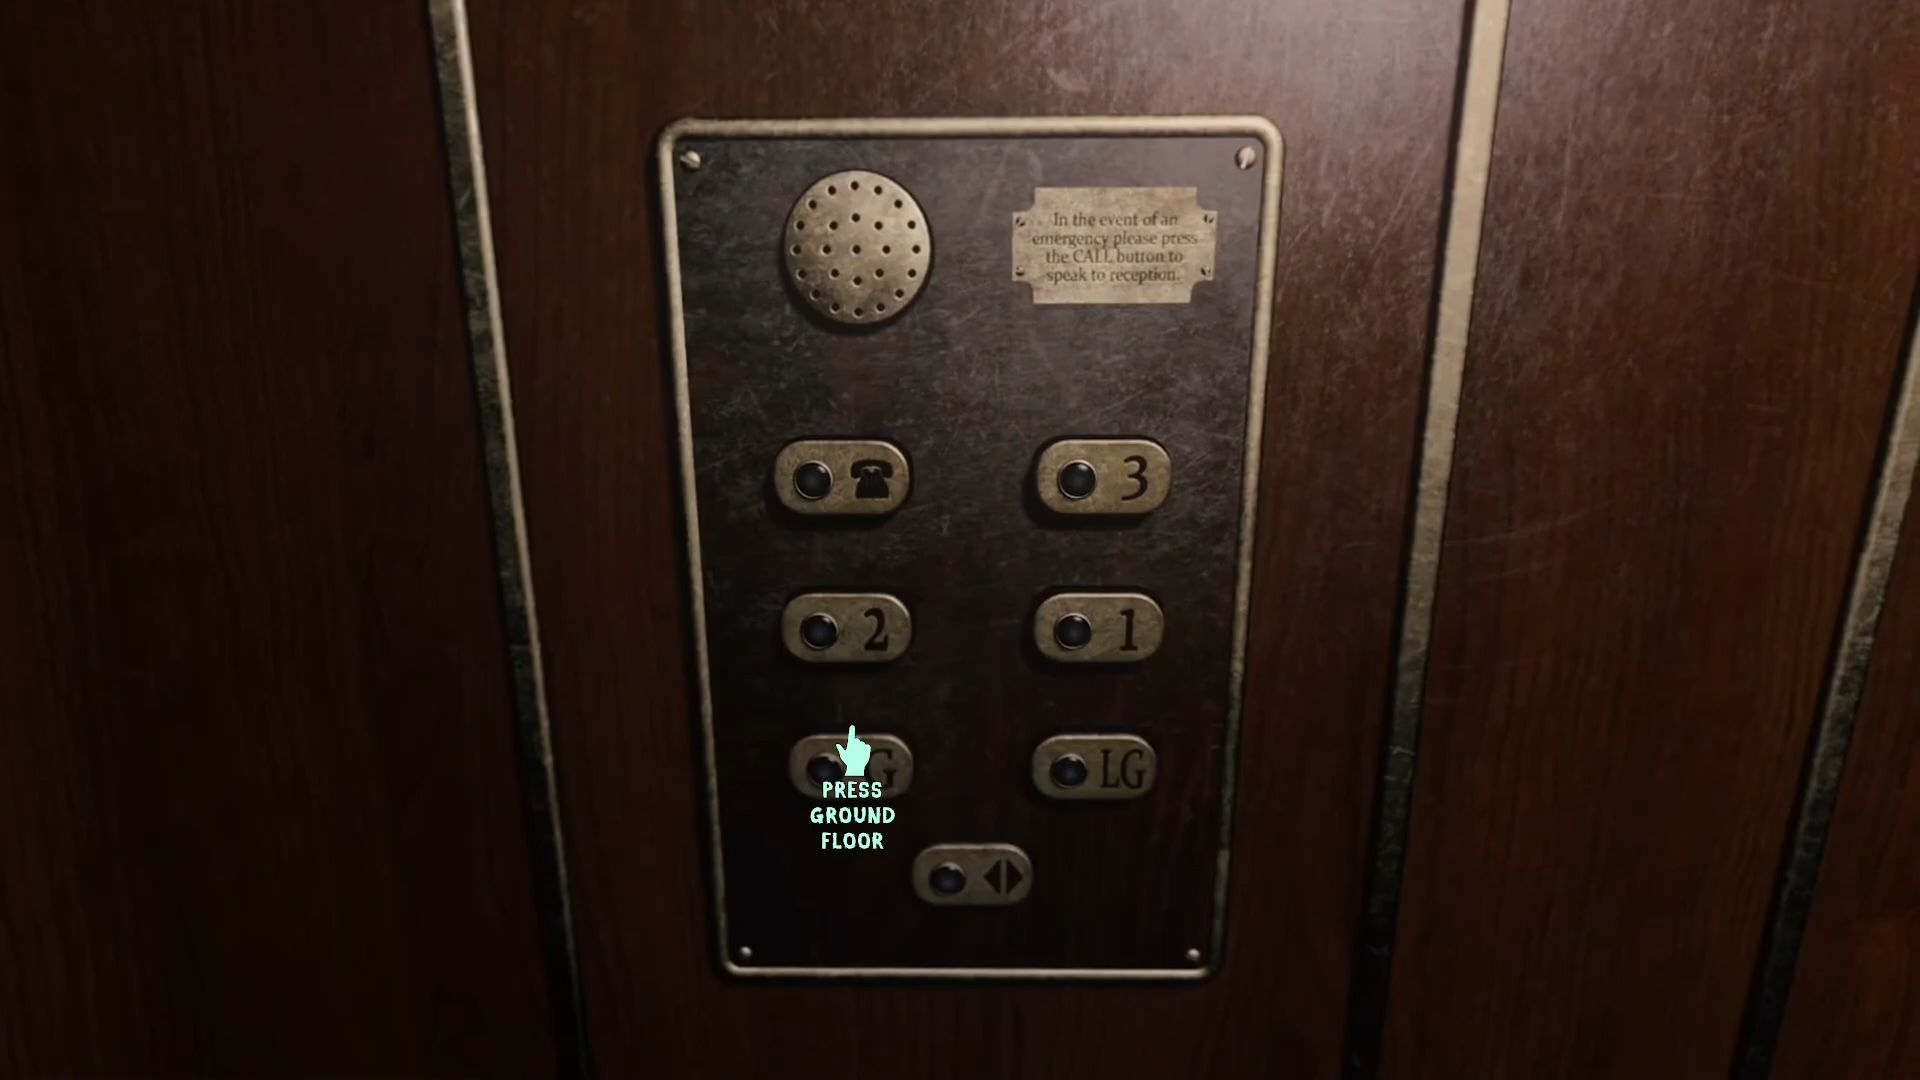 In the event of an
emergency please press
the CALL button to
speak to reception.
3
2
1
G
LG
PRESS
GROUND
FLOOR